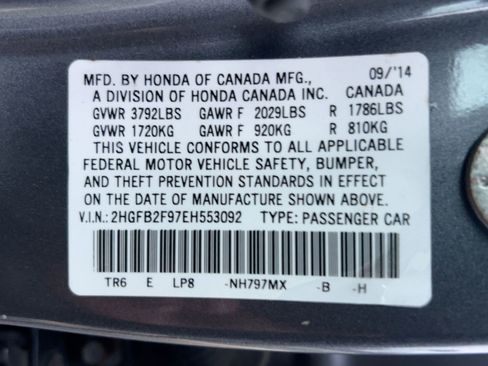 MFD. BY HONDA OF CANADA MFG., 09/'14
A DIVISION OF HONDA CANADA INC. CANADA
GVWR 3792LBS GAWR F 2029LBS R 1786LBS
GVWR 1720KG GAWR F 920KG R 810KG
THIS VEHICLE CONFORMS TO ALL APPLICABLE
FEDERAL MOTOR VEHICLE SAFETY, BUMPER,
AND THEFT PREVENTION STANDARDS IN EFFECT
ON THE DATE OF MANUFACTURE SHOWN ABOVE.
V.I.N.: 2HGFB2F97EH553092 TYPE: PASSENGER CAR
TR6 E LP8 -NH797MX -B -H